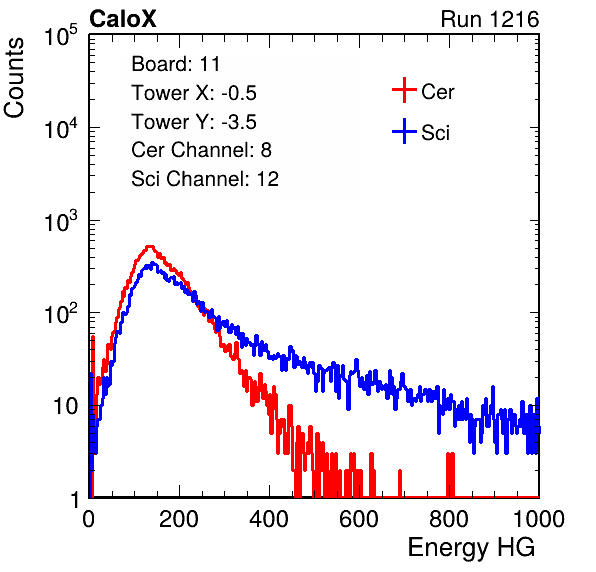 CaloX Run 1216
Counts
10^5
10^4
10^3
10^2
10
1
Board: 11
Tower X: -0.5
Tower Y: -3.5
Cer Channel: 8
Sci Channel: 12
Cer
Sci
0 200 400 600 800 1000
Energy HG